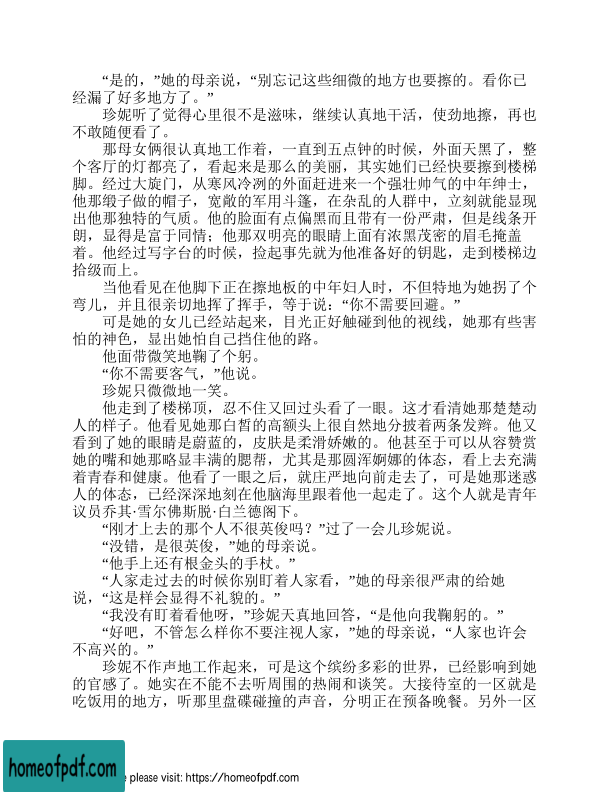 “是的，”她的母亲说，“别忘记这些细微的地方也要擦的。看你已
经漏了好多地方了。”
珍妮听了觉得心里很不是滋味，继续认真地干活，使劲地擦，再也
不敢随便看了。
那母女俩很认真地工作着，一直到五点钟的时候，外面天黑了，整
个客厅的灯都亮了，看起来是那么的美丽，其实她们已经快要擦到楼梯
脚。经过大旋门，从寒风冷冽的外面赶进来一个强壮帅气的中年绅士，
他那缎子做的帽子，宽敞的军用斗篷，在杂乱的人群中，立刻就能显现
出他那独特的气质。他的脸面有点偏黑而且带有一份严肃，但是线条开
朗，显得是富于同情；他那双明亮的眼睛上面有浓黑茂密的眉毛掩盖
着。他经过写字台的时候，捡起事先就为他准备好的钥匙，走到楼梯边
拾级而上。
当他看见在他脚下正在擦地板的中年妇人时，不但特地为她拐了个
弯儿，并且很亲切地挥了挥手，等于说：“你不需要回避。”
可是她的女儿已经站起来，目光正好触碰到他的视线，她那有些害
怕的神色，显出她怕自己挡住他的路。
他面带微笑地鞠了个躬。
“你不需要客气，”他说。
珍妮只微微地一笑。
他走到了楼梯顶，忍不住又回过头看了一眼。这才看清她那楚楚动
人的样子。他看见她那白皙的高额头上很自然地分披着两条发辫。他又
看到了她的眼睛是蔚蓝的，皮肤是柔滑娇嫩的。他甚至于可以从容赞赏
她的嘴和她那略显丰满的腮帮，尤其是那圆浑婀娜的体态，看上去充满
着青春和健康。他看了一眼之后，就庄严地向前走去了，可是她那迷惑
人的体态，已经深深地刻在他脑海里跟着他一起走了。这个人就是青年
议员乔其·雪尔佛斯脱·白兰德阁下。
“刚才上去的那个人不很英俊吗？”过了一会儿珍妮说。
“没错，是很英俊，”她的母亲说。
“他手上还有根金头的手杖。”
“人家走过去的时候你别盯着人家看，”她的母亲很严肃的给她
说，“这是样会显得不礼貌的。”
“我没有盯着看他呀，”珍妮天真地回答，“是他向我鞠躬的。”
“好吧，不管怎么样你不要注视人家，”她的母亲说，“人家也许会
不高兴的。”
珍妮不作声地工作起来，可是这个缤纷多彩的世界，已经影响到她
的官感了。她实在不能不去听周围的热闹和谈笑。大接待室的一区就是
吃饭用的地方，听那里盘碟碰撞的声音，分明正在预备晚餐。另外一区
homeofpdf.com
e please visit: https://homeofpdf.com